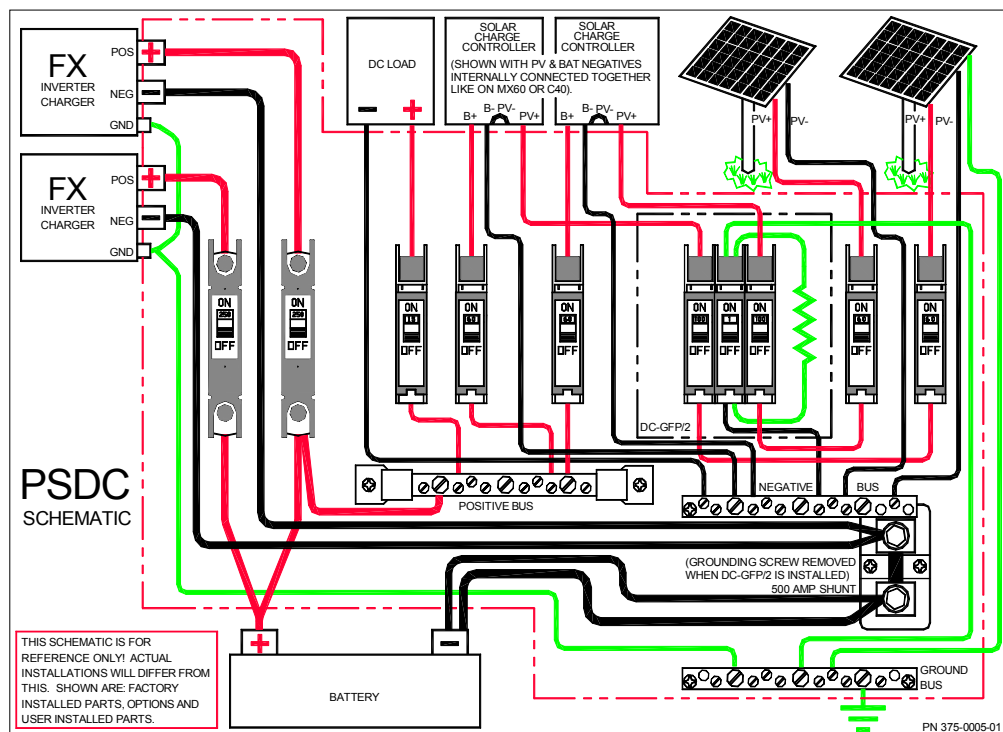 FX
INVERTER
CHARGER
POS
NEG
GND
FX
INVERTER
CHARGER
POS
NEG
GND
DC LOAD
SOLAR
CHARGE
CONTROLLER
SOLAR
CHARGE
CONTROLLER
(SHOWN WITH PV & BAT NEGATIVES
INTERNALLY CONNECTED TOGETHER
LIKE ON MX60 OR C40).
B- PV-
B+ PV+
B- PV-
B+ PV+
PV+ PV-
PV+ PV-
ON
250
OFF
ON
250
OFF
ON
OFF
ON
OFF
ON
OFF
ON
100
OFF
ON
1
OFF
ON
100
OFF
ON
OFF
ON
OFF
DC-GFP/2
PSDC
SCHEMATIC
POSITIVE BUS
NEGATIVE BUS
(GROUNDING SCREW REMOVED
WHEN DC-GFP/2 IS INSTALLED)
500 AMP SHUNT
THIS SCHEMATIC IS FOR
REFERENCE ONLY! ACTUAL
INSTALLATIONS WILL DIFFER FROM
THIS. SHOWN ARE: FACTORY
INSTALLED PARTS, OPTIONS AND
USER INSTALLED PARTS.
BATTERY
GROUND
BUS
PN 375-0005-01